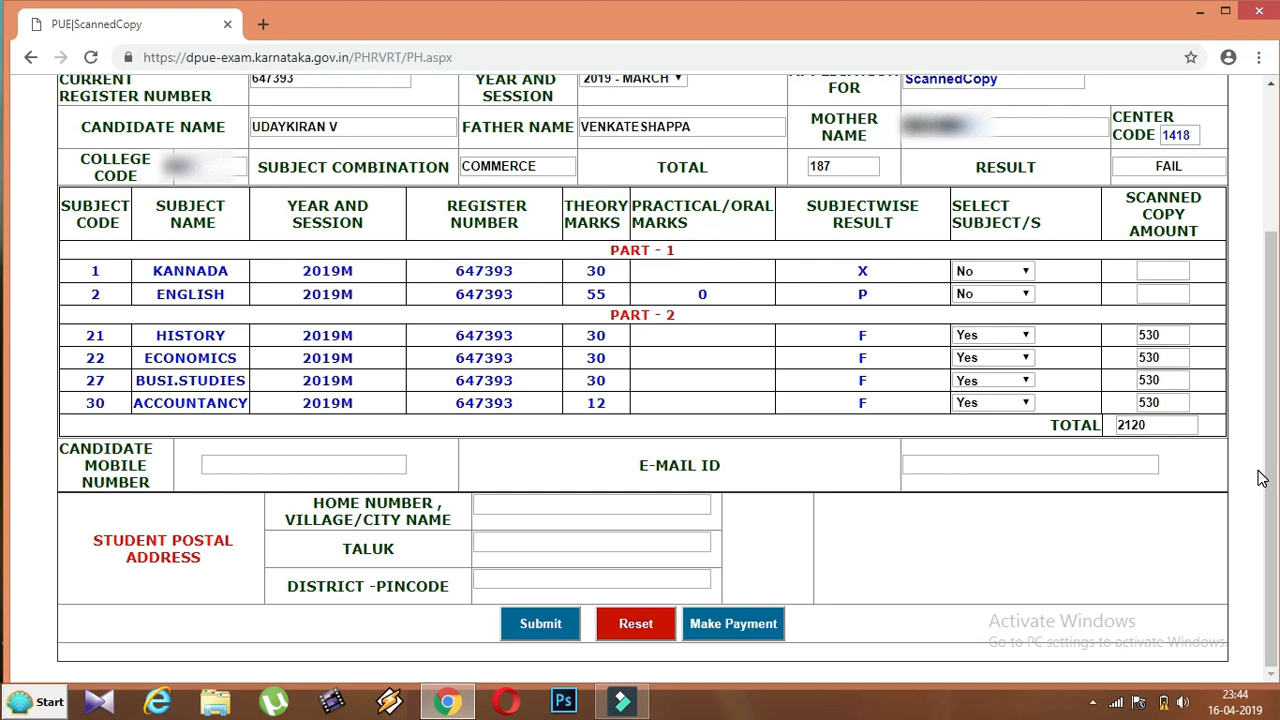 PUE|ScannedCopy
https://dpue-exam.karnataka.gov.in/PHRVRT/PH.aspx
CURRENT REGISTER NUMBER 647393 YEAR AND SESSION 2019 - MARCH FOR ScannedCopy
CANDIDATE NAME UDAYKIRAN V FATHER NAME VENKATESHAPPA MOTHER NAME CENTER CODE 1418
COLLEGE CODE SUBJECT COMBINATION COMMERCE TOTAL 187 RESULT FAIL
SUBJECT CODE SUBJECT NAME YEAR AND SESSION REGISTER NUMBER THEORY MARKS PRACTICAL/ORAL MARKS SUBJECTWISE RESULT SELECT SUBJECT/S SCANNED COPY AMOUNT
PART - 1
1 KANNADA 2019M 647393 30 X No
2 ENGLISH 2019M 647393 55 0 P No
PART - 2
21 HISTORY 2019M 647393 30 F Yes 530
22 ECONOMICS 2019M 647393 30 F Yes 530
27 BUSI.STUDIES 2019M 647393 30 F Yes 530
30 ACCOUNTANCY 2019M 647393 12 F Yes 530
TOTAL 2120
CANDIDATE MOBILE NUMBER E-MAIL ID
STUDENT POSTAL ADDRESS
HOME NUMBER , VILLAGE/CITY NAME
TALUK
DISTRICT -PINCODE
Submit Reset Make Payment
Activate Windows
Go to PC settings to activate Windows.
Start Ps 23:44
16-04-2019